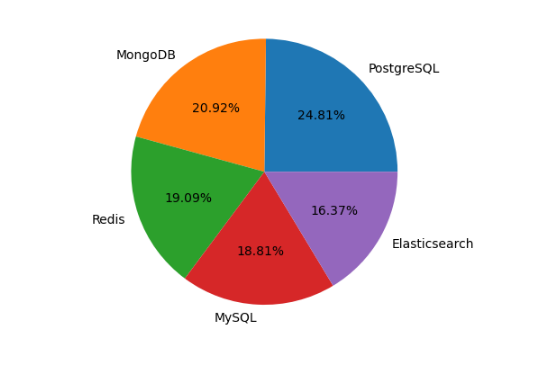 MongoDB
PostgreSQL
20.92%
24.81%
19.09%
16.37%
Redis
Elasticsearch
18.81%
MySQL